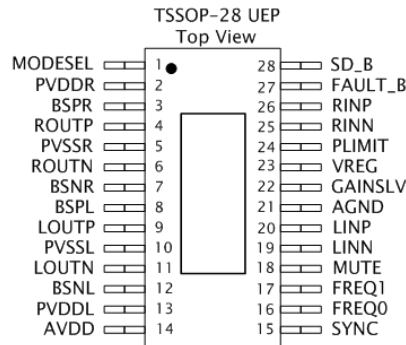 TSSOP-28 UEP
Top View
MODESEL 1 28 SD_B
PVDDR 2 27 FAULT_B
BSPR 3 26 RINP
ROUTP 4 25 RINN
PVSSR 5 24 PLIMIT
ROUTN 6 23 VREG
BSNR 7 22 GAINSLV
BSPL 8 21 AGND
LOUTP 9 20 LINP
PVSSL 10 19 LINN
LOUTN 11 18 MUTE
BSNL 12 17 FREQ1
PVDDL 13 16 FREQ0
AVDD 14 15 SYNC